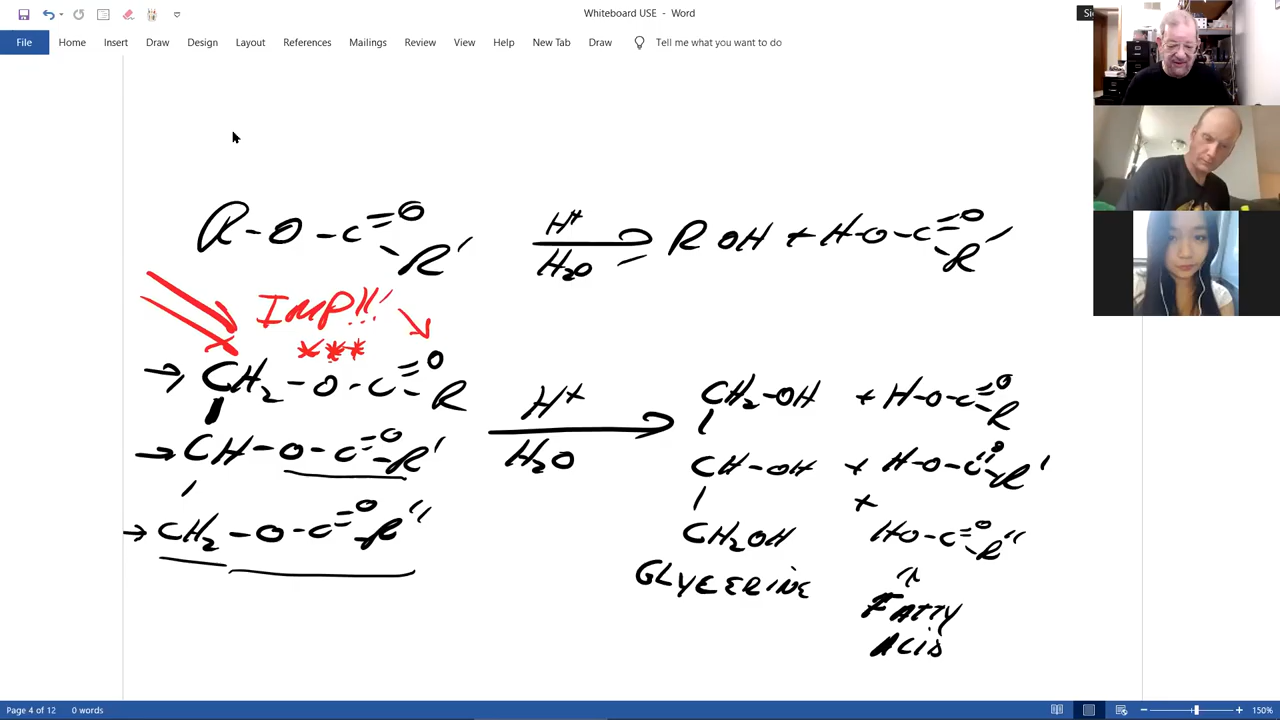 Whiteboard USE - Word
File Home Insert Draw Design Layout References Mailings Review View Help New Tab Draw Tell me what you want to do
R-O-C=O-R' H+ H2O ROH + HO-C=O-R'
IMP!!!
***
CH2-O-C=O-R H+ H2O CH2-OH + H-O-C=O-R
CH-O-C=O-R' CH-OH + H-O-C=O-R'
+
CH2-O-C=O-R'' CH2OH HO-C=O-R''
GLYCERINE
FATTY
ACID
Page 4 of 12 0 words 150%